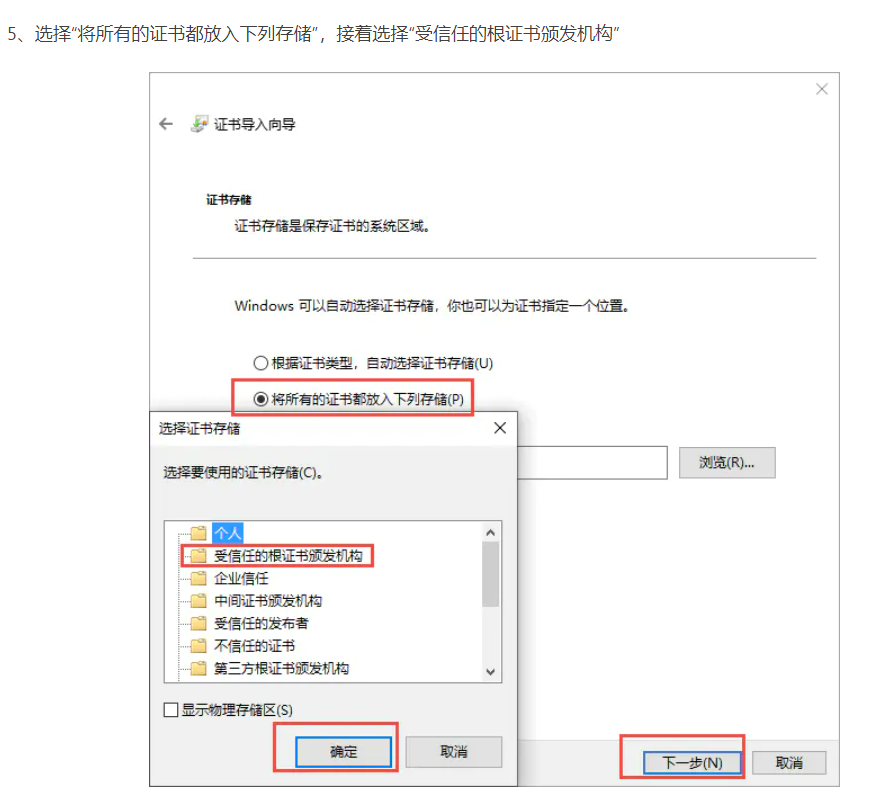 5、选择"将所有的证书都放入下列存储"，接着选择"受信任的根证书颁发机构"
证书导入向导
证书存储
证书存储是保存证书的系统区域。
Windows 可以自动选择证书存储，你也可以为证书指定一个位置。
根据证书类型，自动选择证书存储(U)
将所有的证书都放入下列存储(P)
选择证书存储
浏览(R)...
选择要使用的证书存储(C)。
个人
受信任的根证书颁发机构
企业信任
中间证书颁发机构
受信任的发布者
不信任的证书
第三方根证书颁发机构
显示物理存储区(S)
确定
取消
下一步(N)
取消